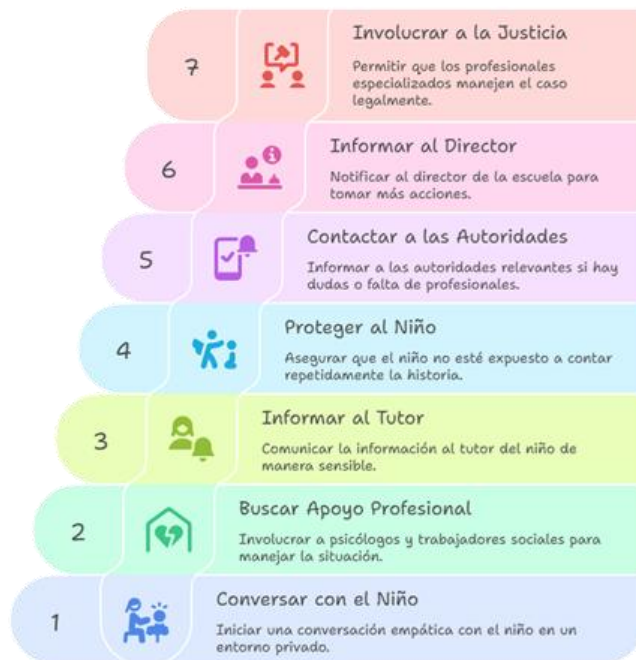 7
Involucrar a la Justicia
Permitir que los profesionales
especializados manejen el caso
legalmente.
6
Informar al Director
Notificar al director de la escuela para
tomar más acciones.
5
Contactar a las Autoridades
Informar a las autoridades relevantes si hay
dudas o falta de profesionales.
4
Proteger al Niño
Asegurar que el niño no esté expuesto a contar
repetidamente la historia.
3
Informar al Tutor
Comunicar la información al tutor del niño de
manera sensible.
2
Buscar Apoyo Profesional
Involucrar a psicólogos y trabajadores sociales para
manejar la situación.
1
Conversar con el Niño
Iniciar una conversación empática con el niño en un
entorno privado.